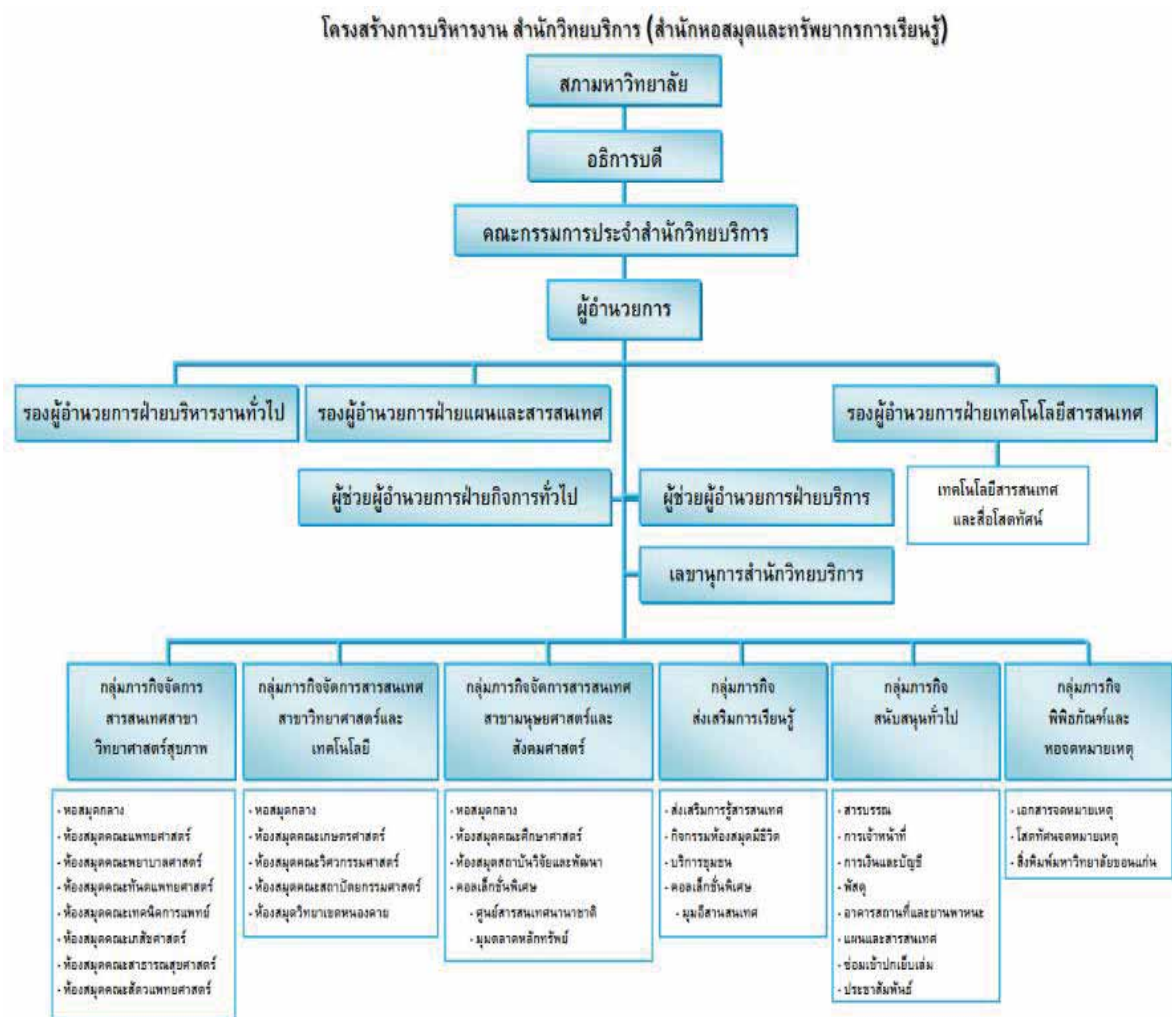 โครงสร้างการบริหารงาน สำนักวิทยบริการ (สำนักหอสมุดและทรัพยากรการเรียนรู้)
สภามหาวิทยาลัย
อธิการบดี
คณะกรรมการประจำสำนักวิทยบริการ
ผู้อำนวยการ
รองผู้อำนวยการฝ่ายบริหารงานทั่วไป
รองผู้อำนวยการฝ่ายแผนและสารสนเทศ
รองผู้อำนวยการฝ่ายเทคโนโลยีสารสนเทศ
เทคโนโลยีสารสนเทศ
และสื่อโสตทัศน์
ผู้ช่วยผู้อำนวยการฝ่ายกิจการทั่วไป
ผู้ช่วยผู้อำนวยการฝ่ายบริการ
เลขานุการสำนักวิทยบริการ
กลุ่มภารกิจจัดการ
สารสนเทศสาขา
วิทยาศาสตร์สุขภาพ
- หอสมุดกลาง
- ห้องสมุดคณะแพทยศาสตร์
- ห้องสมุดคณะพยาบาลศาสตร์
- ห้องสมุดคณะทันตแพทยศาสตร์
- ห้องสมุดคณะเทคนิคการแพทย์
- ห้องสมุดคณะเภสัชศาสตร์
- ห้องสมุดคณะสาธารณสุขศาสตร์
- ห้องสมุดคณะสัตวแพทยศาสตร์
กลุ่มภารกิจจัดการสารสนเทศ
สาขาวิทยาศาสตร์และ
เทคโนโลยี
- หอสมุดกลาง
- ห้องสมุดคณะเกษตรศาสตร์
- ห้องสมุดคณะวิศวกรรมศาสตร์
- ห้องสมุดคณะสถาปัตยกรรมศาสตร์
- ห้องสมุดวิทยาเขตหนองคาย
กลุ่มภารกิจจัดการสารสนเทศ
สาขามนุษยศาสตร์และ
สังคมศาสตร์
- หอสมุดกลาง
- ห้องสมุดคณะศึกษาศาสตร์
- ห้องสมุดสถาบันวิจัยและพัฒนา
- คอลเล็กชั่นพิเศษ
- ศูนย์สารสนเทศนานาชาติ
- มุมตลาดหลักทรัพย์
กลุ่มภารกิจ
ส่งเสริมการเรียนรู้
- ส่งเสริมการรู้สารสนเทศ
- กิจกรรมห้องสมุดมีชีวิต
- บริการชุมชน
- คอลเล็กชั่นพิเศษ
- มุมอีสานสนเทศ
กลุ่มภารกิจ
สนับสนุนทั่วไป
- สารบรรณ
- การเจ้าหน้าที่
- การเงินและบัญชี
- พัสดุ
- อาคารสถานที่และยานพาหนะ
- แผนและสารสนเทศ
- ซ่อมเข้าปกเย็บเล่ม
- ประชาสัมพันธ์
กลุ่มภารกิจ
พิพิธภัณฑ์และ
หอจดหมายเหตุ
- เอกสารจดหมายเหตุ
- โสตทัศนจดหมายเหตุ
- สิ่งพิมพ์มหาวิทยาลัยขอนแก่น